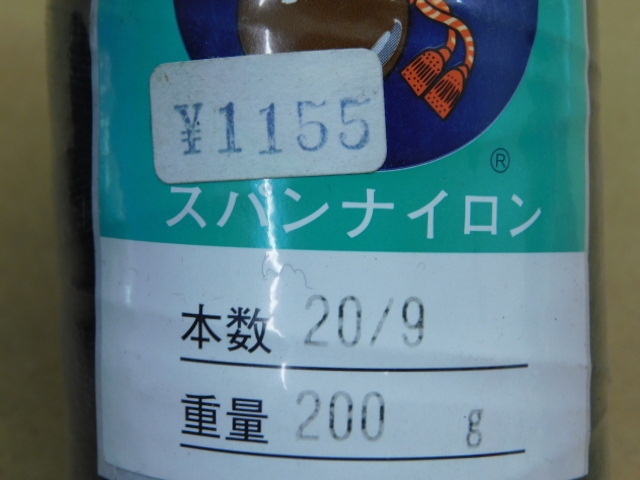 ¥1155
®
スパンナイロン
本数 20/9
重量 200 g